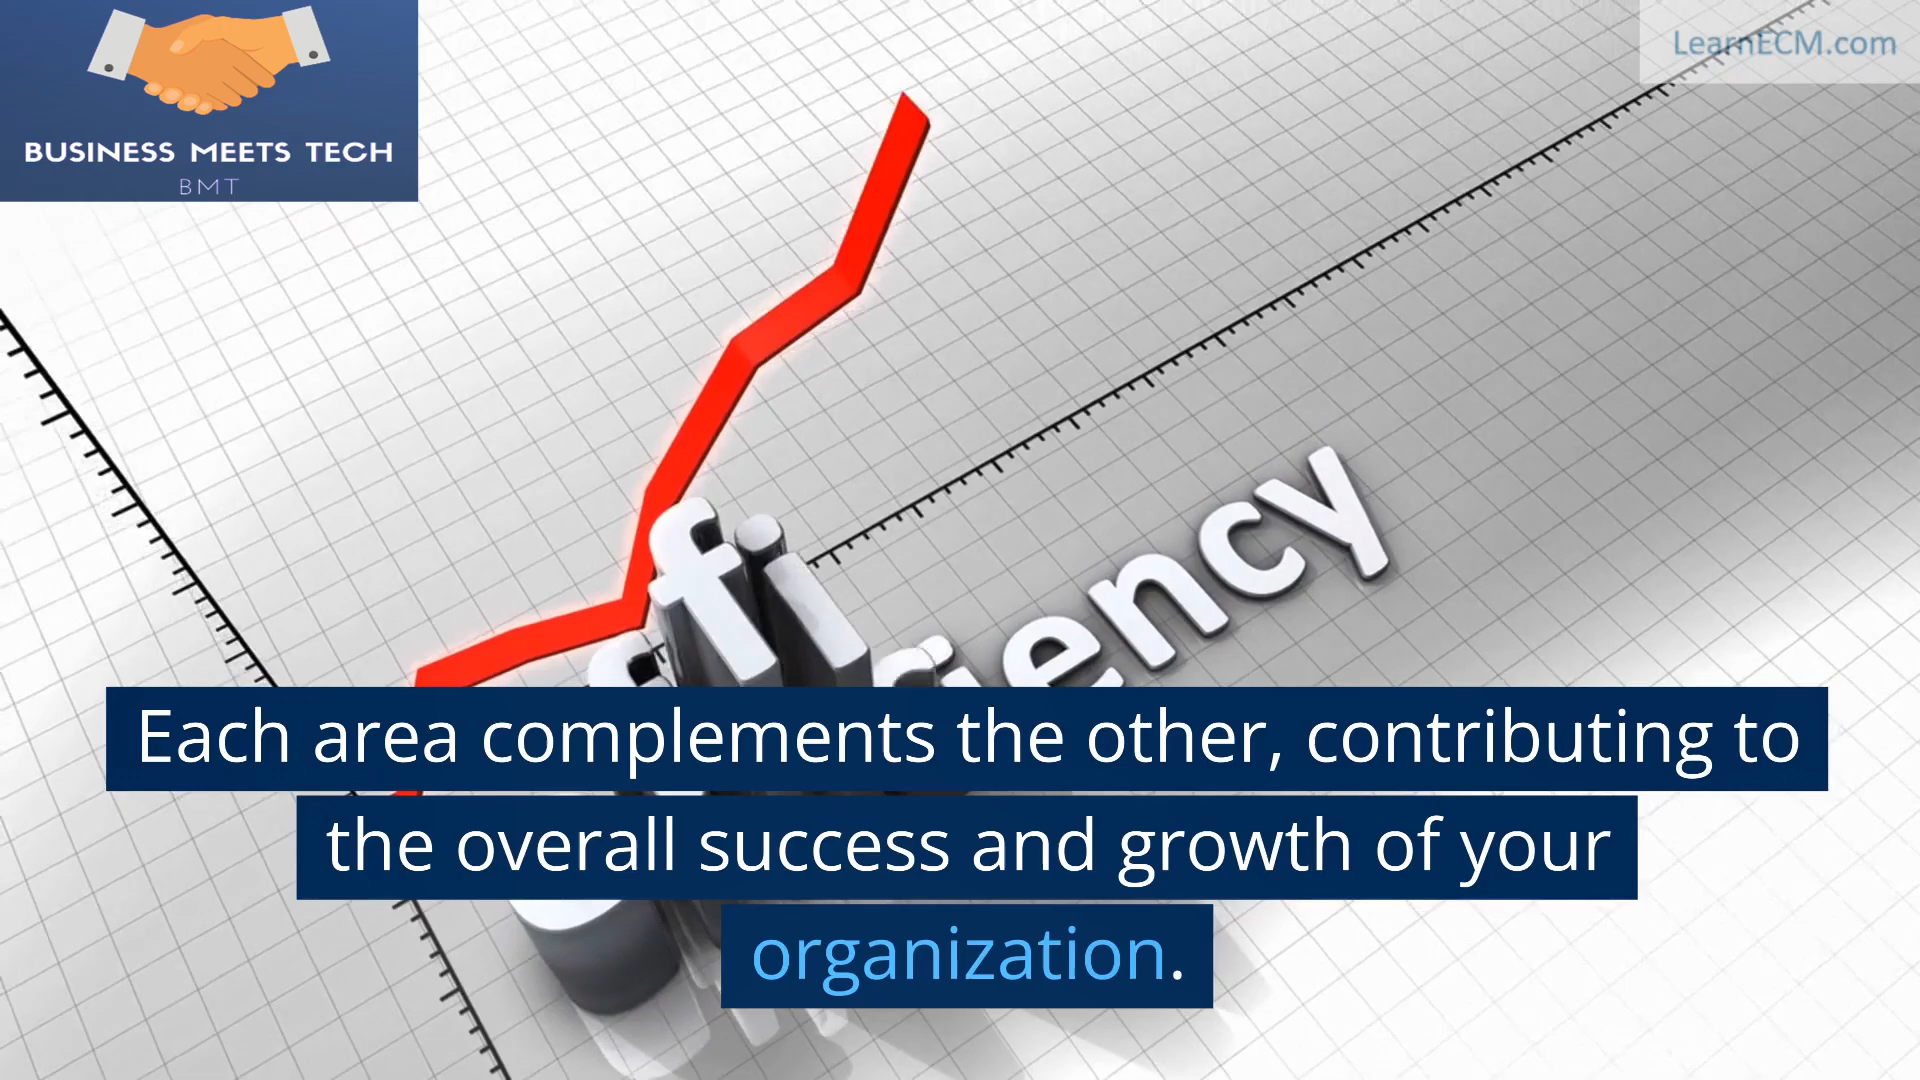 BUSINESS MEETS TECH
BMT
LearnECM.com
fficiency
Each area complements the other, contributing to
the overall success and growth of your
organization.